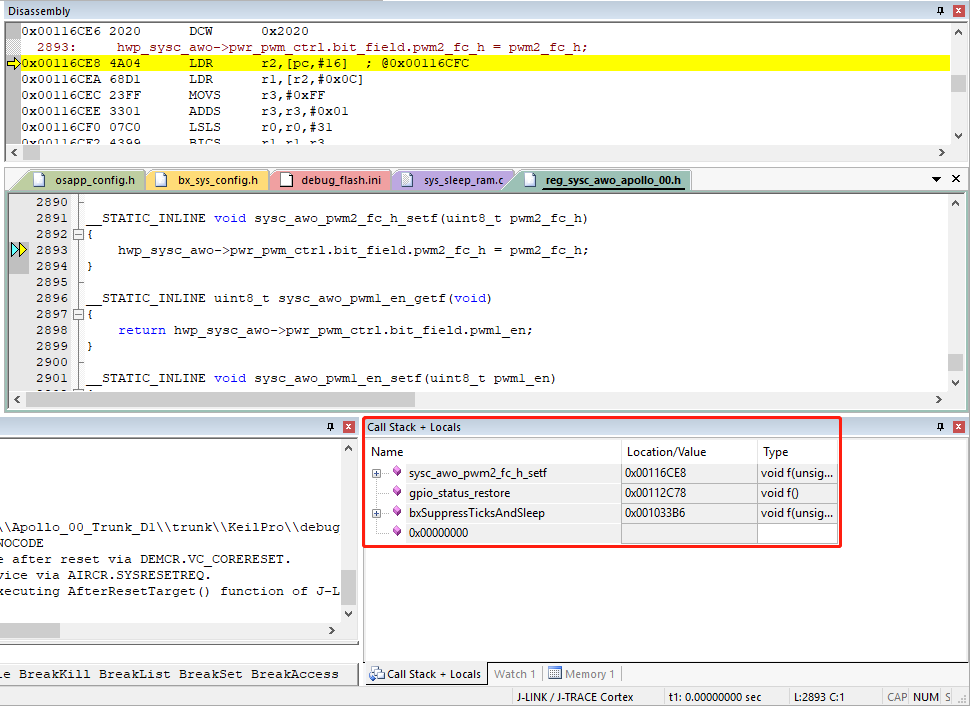 Disassembly
0x00116CE6 2020 DCW 0x2020
2893: hwp_sysc_awo->pwr_pwm_ctrl.bit_field.pwm2_fc_h = pwm2_fc_h;
0x00116CE8 4A04 LDR r2,[pc,#16] ; @0x00116CFC
0x00116CEA 68D1 LDR r1,[r2,#0x0C]
0x00116CEC 23FF MOVS r3,#0xFF
0x00116CEE 3301 ADDS r3,r3,#0x01
0x00116CF0 07C0 LSLS r0,r0,#31
0x00116CF2 4399 BICS r1,r1,r3
osapp_config.h bx_sys_config.h debug_flash.ini sys_sleep_ram.c reg_sysc_awo_apollo_00.h
2890
2891 __STATIC_INLINE void sysc_awo_pwm2_fc_h_setf(uint8_t pwm2_fc_h)
2892 {
2893 hwp_sysc_awo->pwr_pwm_ctrl.bit_field.pwm2_fc_h = pwm2_fc_h;
2894 }
2895
2896 __STATIC_INLINE uint8_t sysc_awo_pwm1_en_getf(void)
2897 {
2898 return hwp_sysc_awo->pwr_pwm_ctrl.bit_field.pwm1_en;
2899 }
2900
2901 __STATIC_INLINE void sysc_awo_pwm1_en_setf(uint8_t pwm1_en)
\\Apollo_00_Trunk_D1\\trunk\\KeilPro\\debug
NOCODE
e after reset via DEMCR.VC_CORERESET.
vice via AIRCR.SYSRESETREQ.
xecuting AfterResetTarget() function of J-L
le BreakKill BreakList BreakSet BreakAccess
Call Stack + Locals
Name Location/Value Type
sysc_awo_pwm2_fc_h_setf 0x00116CE8 void f(unsig...
gpio_status_restore 0x00112C78 void f()
bxSuppressTicksAndSleep 0x001033B6 void f(unsig...
0x00000000
Call Stack + Locals Watch 1 Memory 1
J-LINK / J-TRACE Cortex t1: 0.00000000 sec L:2893 C:1 CAP NUM S